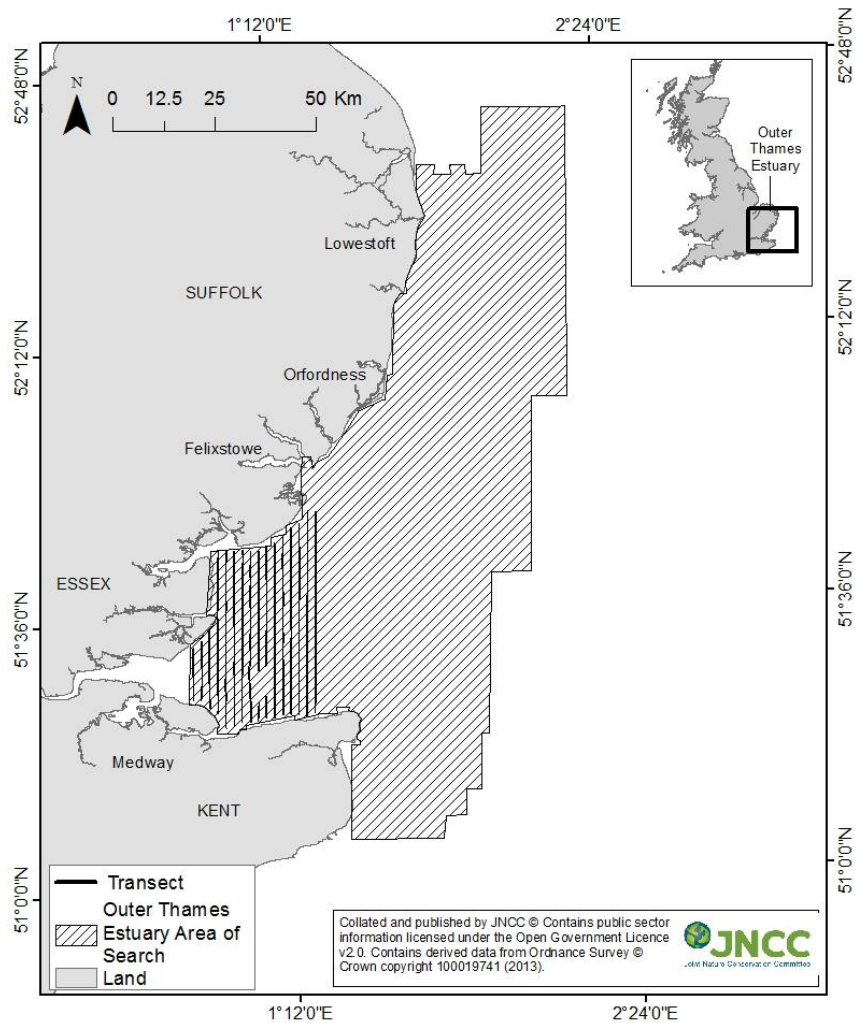 1°12'0"E
2°24'0"E
52°48'0"N
52°48'0"N
N
0 12.5 25 50 Km
Outer
Thames
Estuary
Lowestoft
SUFFOLK
52°12'0"N
52°12'0"N
Orfordness
Felixstowe
ESSEX
51°36'0"N
51°36'0"N
Medway
KENT
51°0'0"N
51°0'0"N
Transect
Outer Thames
Estuary Area of
Search
Land
Collated and published by JNCC © Contains public sector
information licensed under the Open Government Licence
v2.0. Contains derived data from Ordnance Survey ©
Crown copyright 100019741 (2013).
JNCC
Joint Nature Conservation Committee
1°12'0"E
2°24'0"E